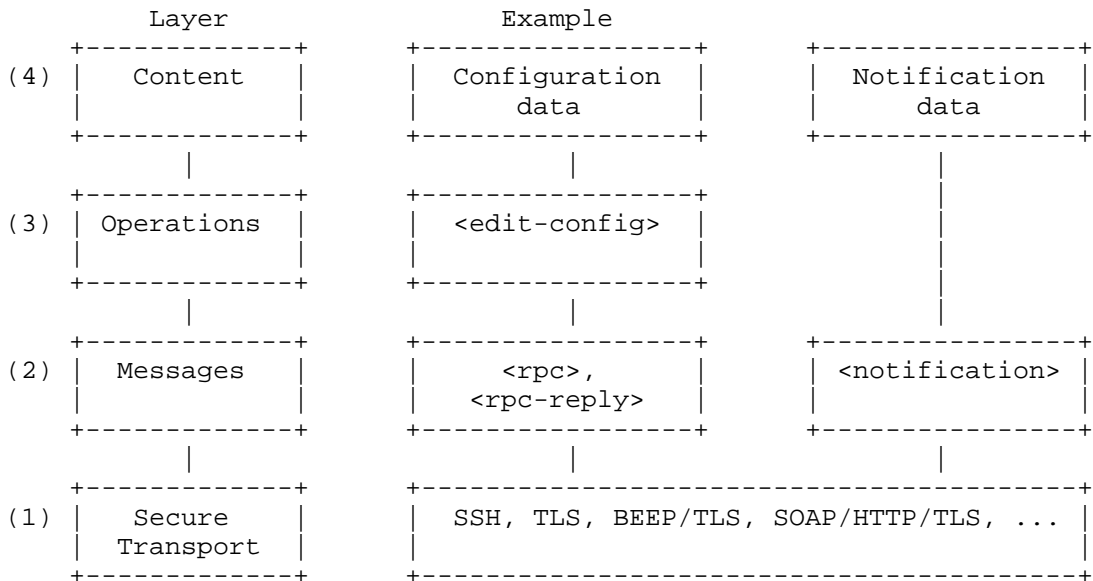 Layer Example
(4) Content Configuration Notification
data data
(3) Operations <edit-config>
(2) Messages <rpc>, <notification>
<rpc-reply>
(1) Secure SSH, TLS, BEEP/TLS, SOAP/HTTP/TLS, ...
Transport